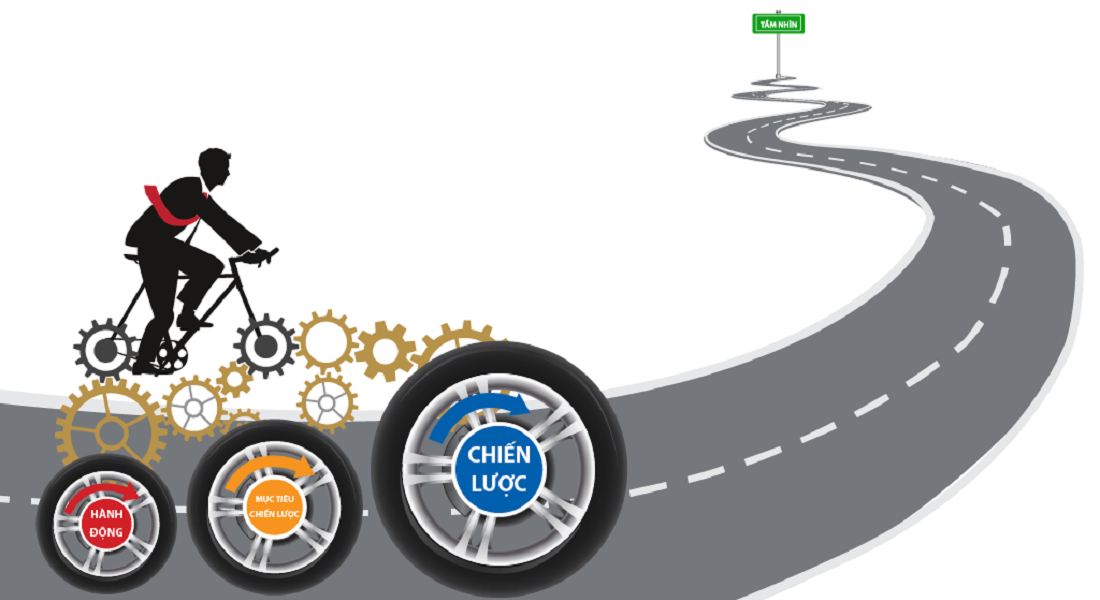 TẦM NHÌN
CHIẾN
LƯỢC
MỤC TIÊU
CHIẾN LƯỢC
HÀNH
ĐỘNG